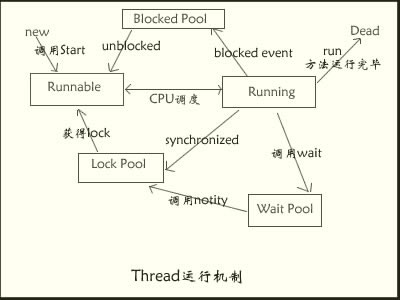 Blocked Pool
new
Dead
调用Start
unblocked
blocked event
run
方法运行完毕
Runnable
CPU调度
Running
获得lock
synchronized
调用wait
Lock Pool
调用notity
Wait Pool
Thread运行机制